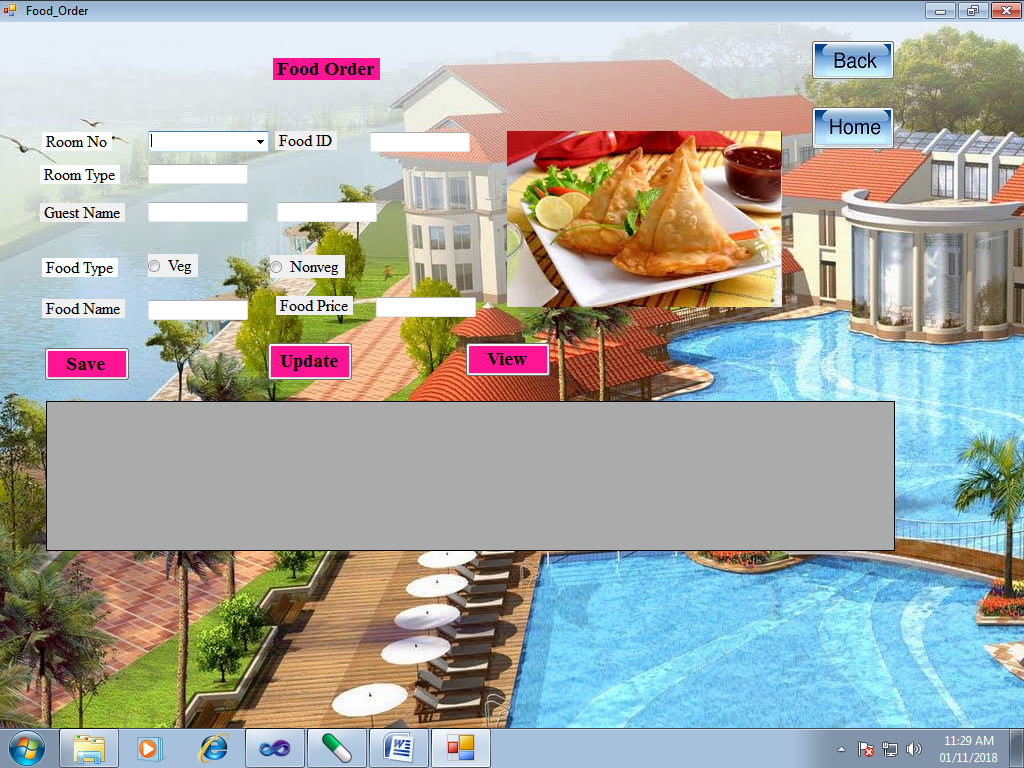 Food_Order
Food Order
Back
Home
Room No
Food ID
Room Type
Guest Name
Food Type
Veg
Nonveg
Food Name
Food Price
Save
Update
View
11:29 AM
01/11/2018